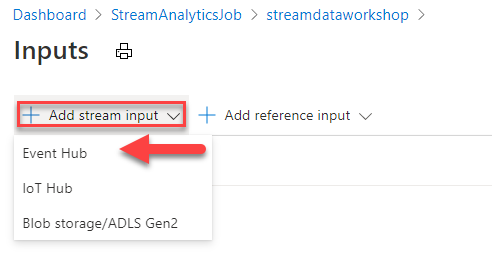 Dashboard > StreamAnalyticsJob > streamdataworkshop >
Inputs
+ Add stream input + Add reference input
Event Hub
IoT Hub
Blob storage/ADLS Gen2